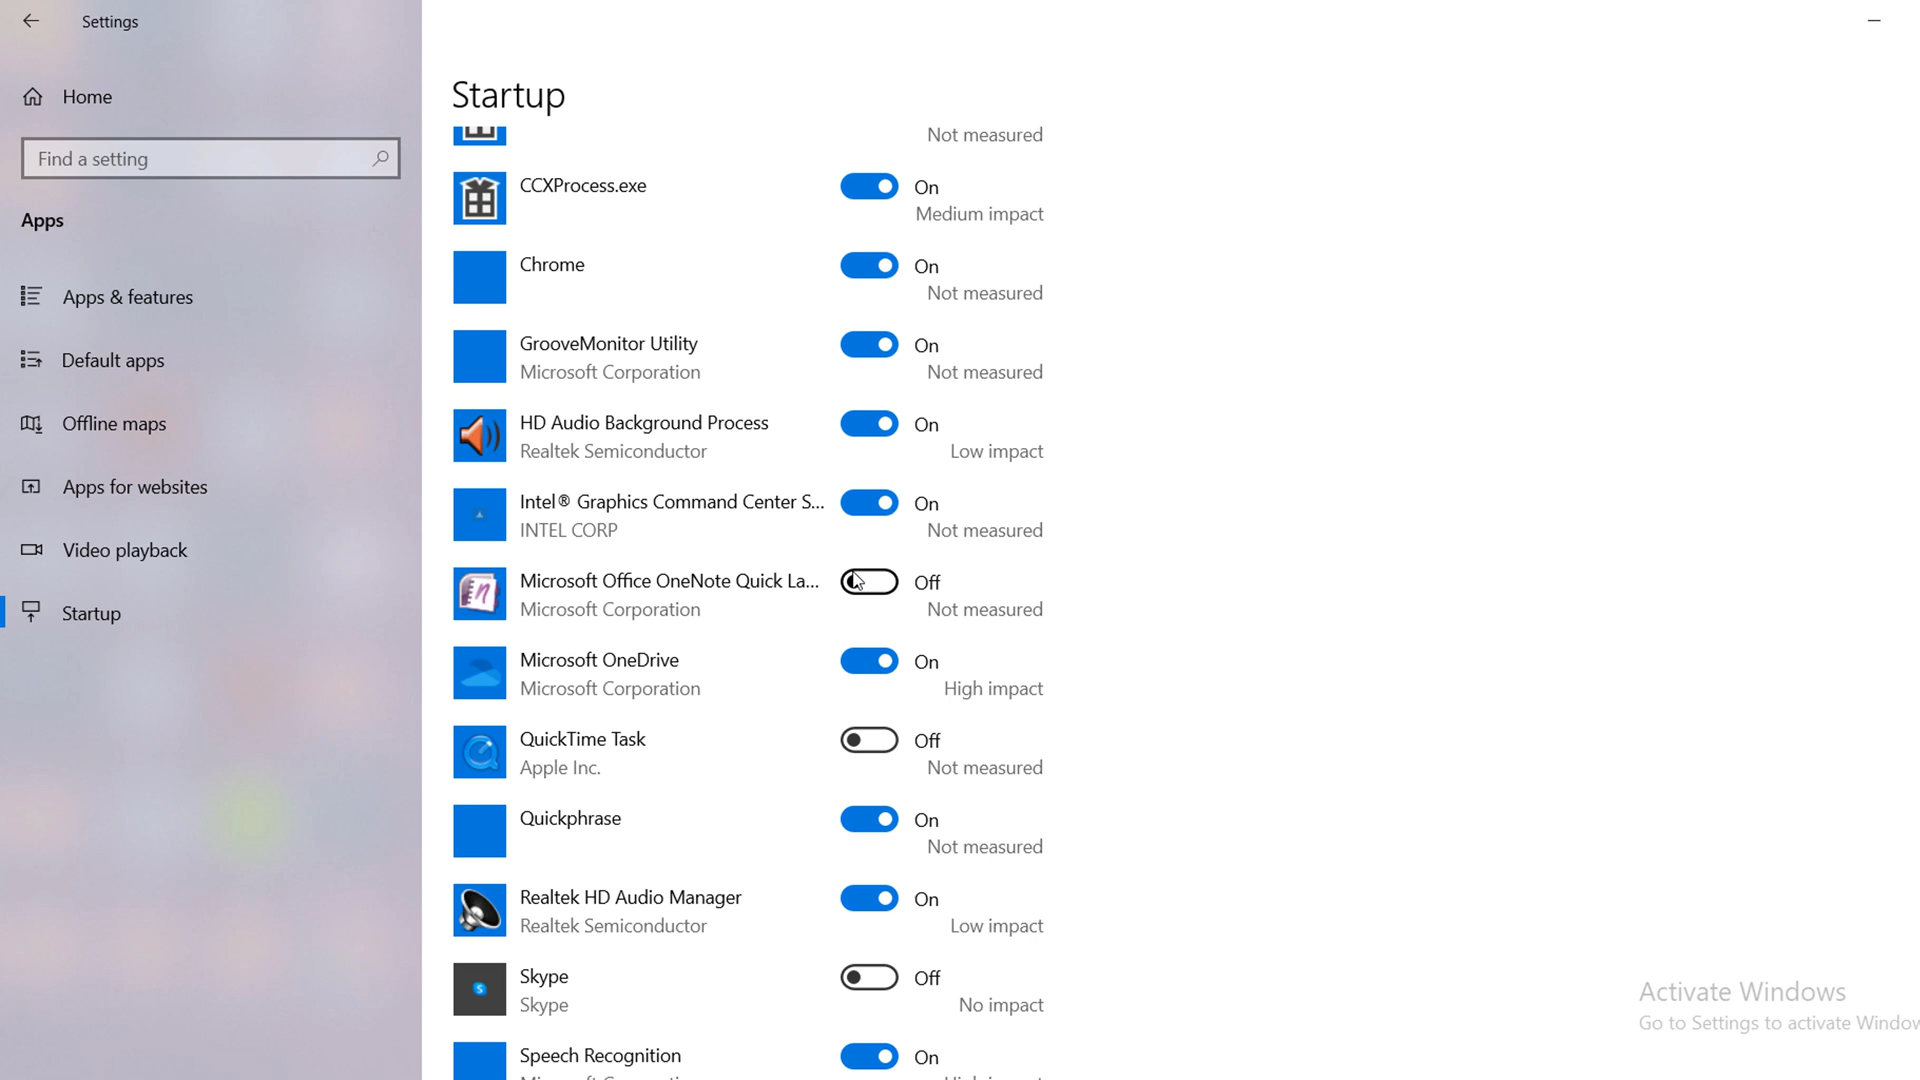 Settings
Home
Find a setting
Apps
Apps & features
Default apps
Offline maps
Apps for websites
Video playback
Startup
Startup
Not measured
CCXProcess.exe
On
Medium impact
Chrome
On
Not measured
GrooveMonitor Utility
On
Microsoft Corporation
Not measured
HD Audio Background Process
On
Realtek Semiconductor
Low impact
Intel® Graphics Command Center S...
On
INTEL CORP
Not measured
Microsoft Office OneNote Quick La...
Off
Microsoft Corporation
Not measured
Microsoft OneDrive
On
Microsoft Corporation
High impact
QuickTime Task
Off
Apple Inc.
Not measured
Quickphrase
On
Not measured
Realtek HD Audio Manager
On
Realtek Semiconductor
Low impact
Skype
Off
Skype
No impact
Speech Recognition
On
Activate Windows
Go to Settings to activate Window